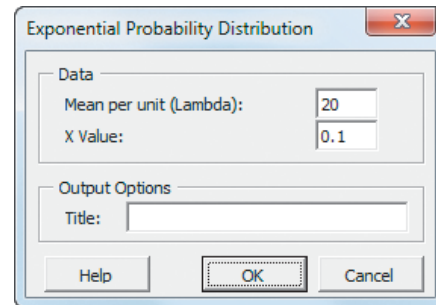 Exponential Probability Distribution
Data
Mean per unit (Lambda): 20
X Value: 0.1
Output Options
Title:
Help OK Cancel